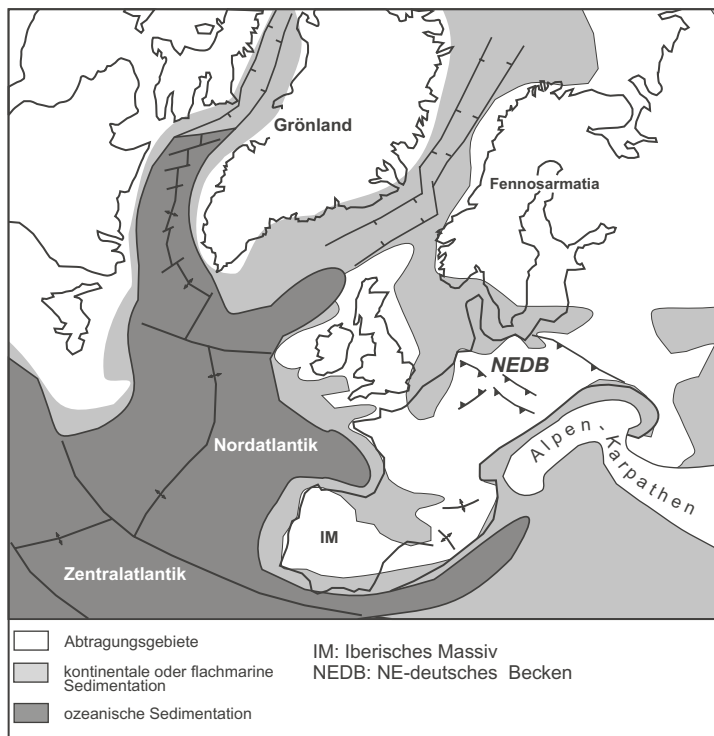 Grönland
Fennosarmatia
NEDB
Alpen-
Karpathen
Nordatlantik
IM
Zentralatlantik
Abtragungsgebiete
kontinentale oder flachmarine
Sedimentation
ozeanische Sedimentation
IM: Iberisches Massiv
NEDB: NE-deutsches Becken